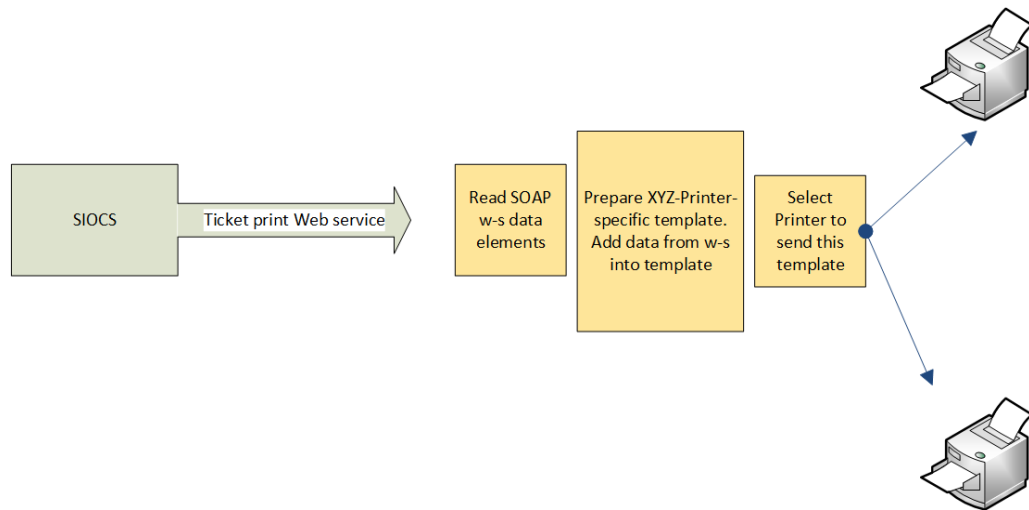 SIOCS
Ticket print Web service
Read SOAP
w-s data
elements
Prepare XYZ-Printer-
specific template.
Add data from w-s
into template
Select
Printer to
send this
template